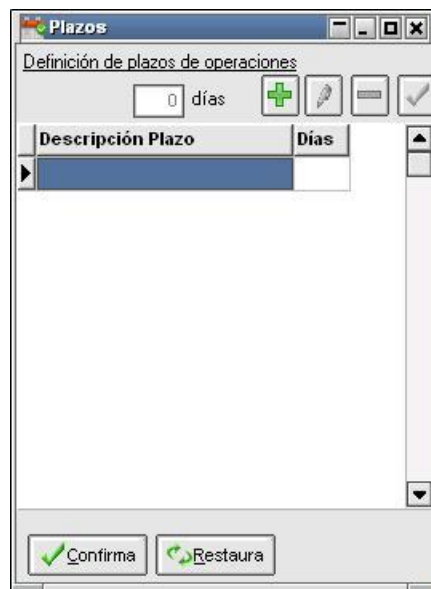 Plazos
Definición de plazos de operaciones
0 días
Descripción Plazo Días
Confirma Restaura